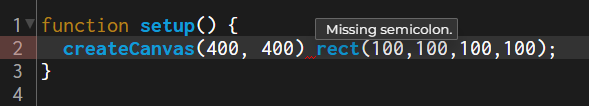 1 function setup() {
Missing semicolon.
2 createCanvas(400, 400) rect(100,100,100,100);
3 }
4